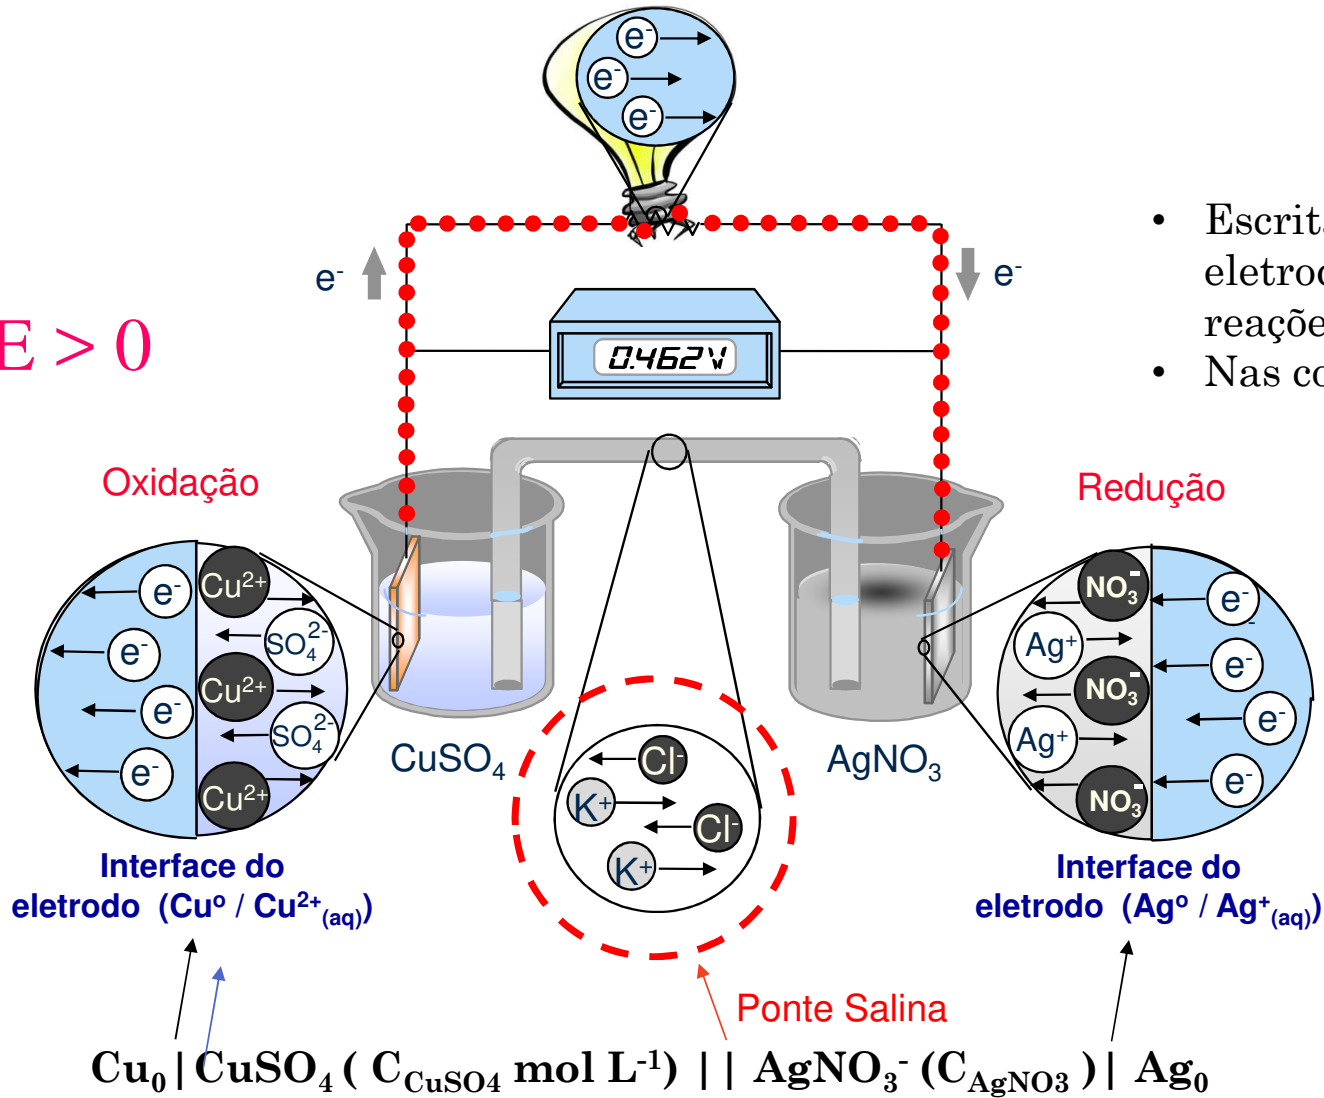 e-
e-
e-
• Escrit
eletro
reaçõe
• Nas co
e-
e-
E > 0
0.462 V
Oxidação
Redução
Cu2+
e-
SO42-
e-
Cu2+
e-
SO42-
e-
Cu2+
NO3-
e-
Ag+
e-
NO3-
e-
Ag+
e-
NO3-
CuSO4
AgNO3
Cl-
K+
Cl-
K+
Interface do
eletrodo (Cuo / Cu2+(aq))
Interface do
eletrodo (Ago / Ag+(aq))
Ponte Salina
Cu0 | CuSO4 ( CCuSO4 mol L-1) | | AgNO3- (CAgNO3 ) | Ag0